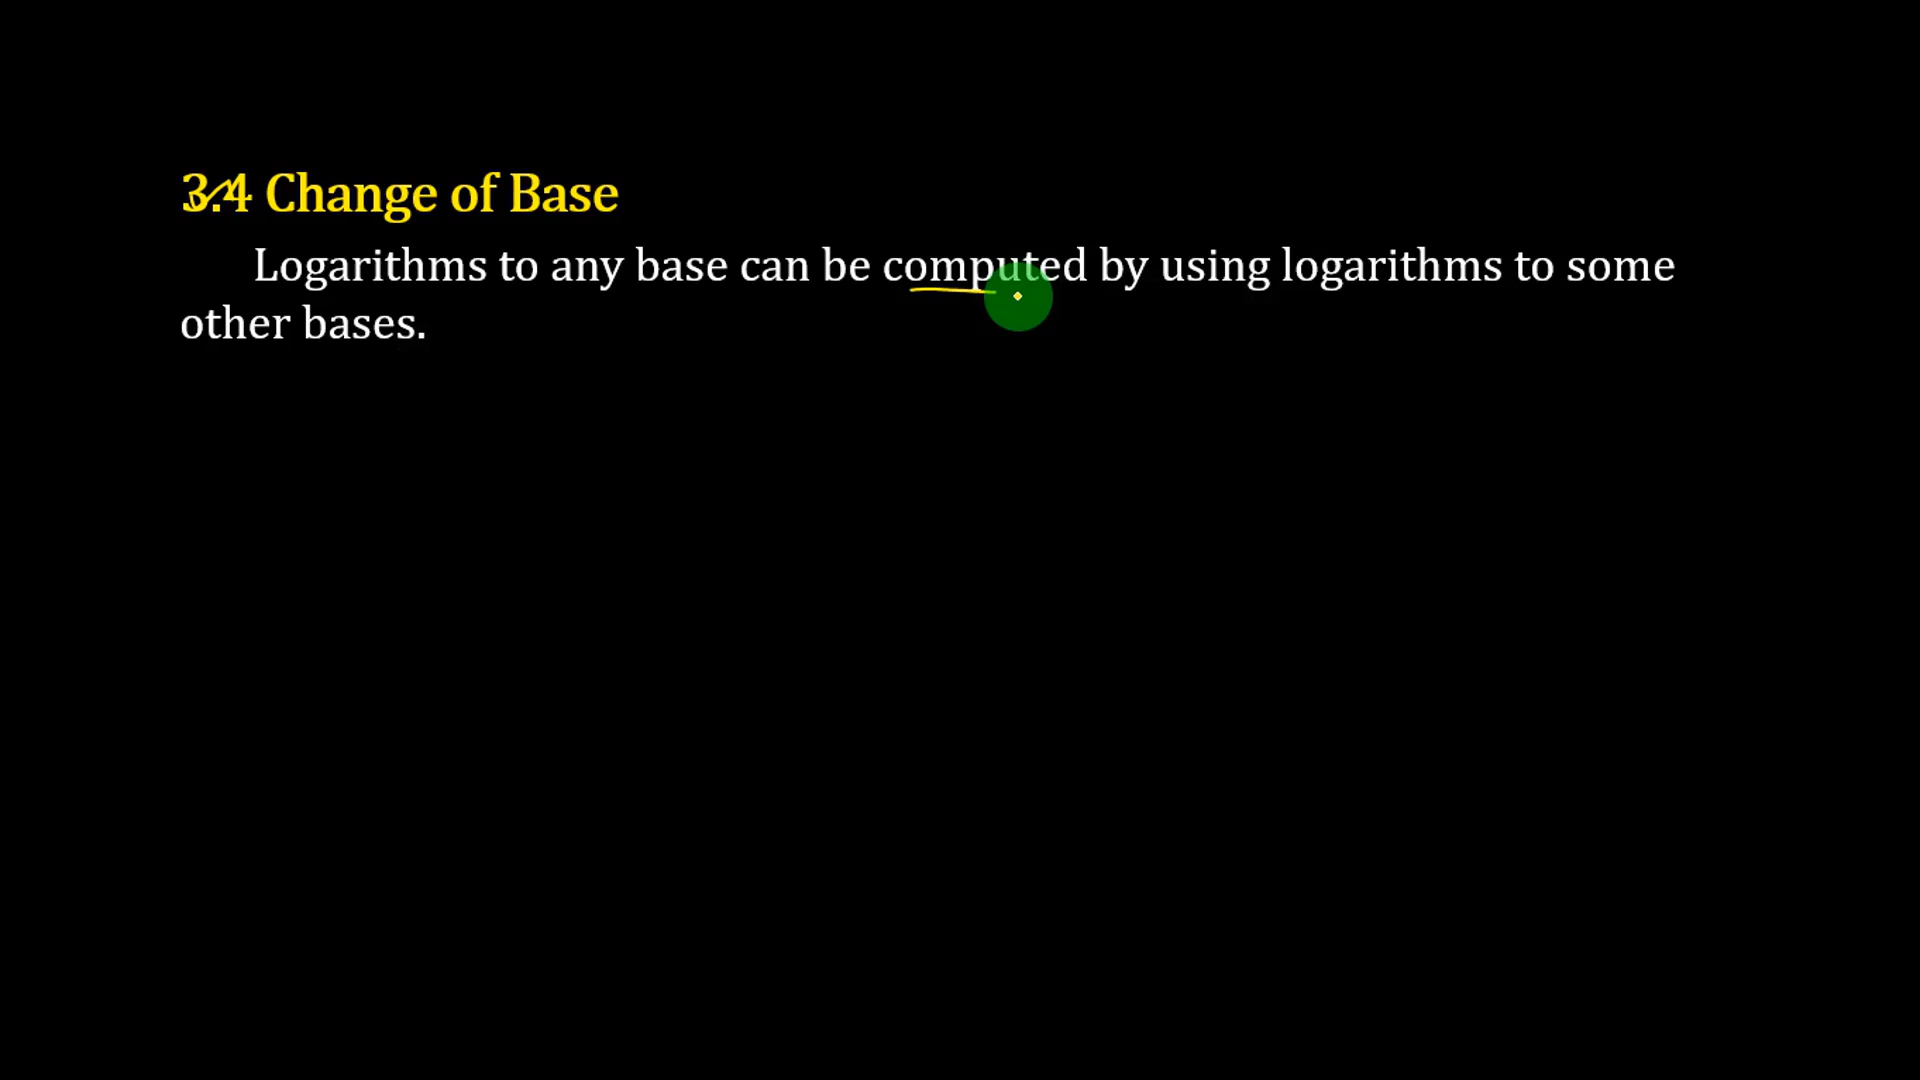 3.4 Change of Base
Logarithms to any base can be computed by using logarithms to some
other bases.